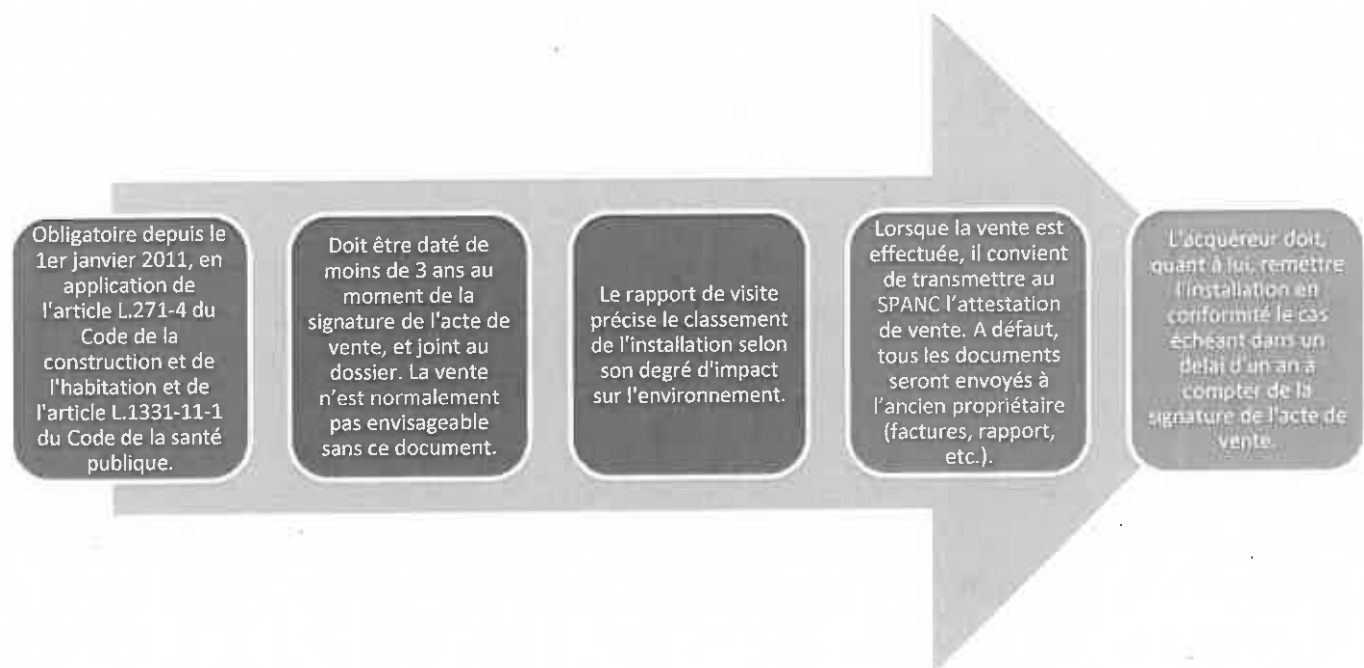 Obligatoire depuis le
1er janvier 2011, en
application de
l'article L.271-4 du
Code de la
construction et de
l'habitation et de
l'article L.1331-11-1
du Code de la santé
publique.
Doit être daté de
moins de 3 ans au
moment de la
signature de l'acte de
vente, et joint au
dossier. La vente
n’est normalement
pas envisageable
sans ce document.
Le rapport de visite
précise le classement
de l'installation selon
son degré d'impact
sur l'environnement.
Lorsque la vente est
effectuée, il convient
de transmettre au
SPANC l’attestation
de vente. A défaut,
tous les documents
seront envoyés à
l’ancien propriétaire
(factures, rapport,
etc.).
L'acquéreur doit,
quant à lui, remettre
l'installation en
conformité le cas
échéant dans un
délai d'un an à
compter de la
signature de l'acte de
vente.